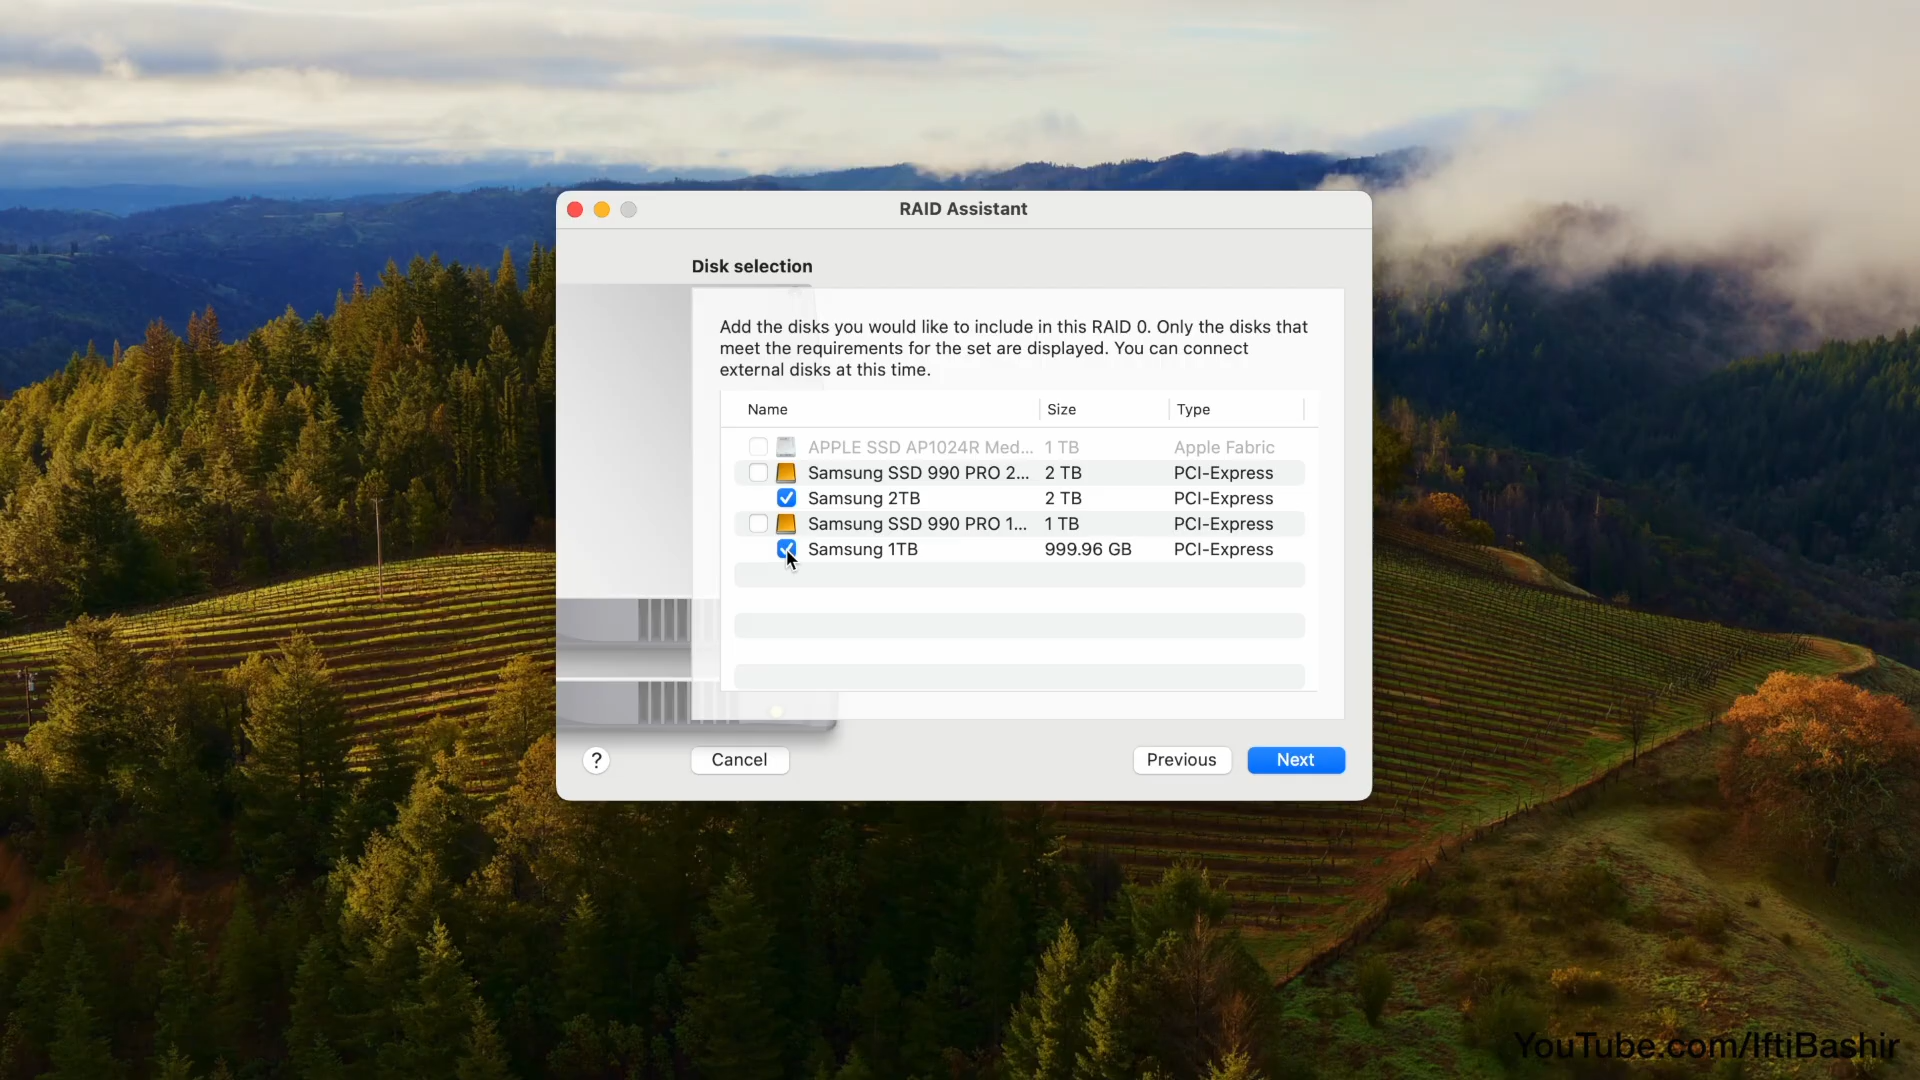 RAID Assistant
Disk selection
Add the disks you would like to include in this RAID 0. Only the disks that
meet the requirements for the set are displayed. You can connect
external disks at this time.
Name Size Type
APPLE SSD AP1024R Med... 1 TB Apple Fabric
Samsung SSD 990 PRO 2... 2 TB PCI-Express
Samsung 2TB 2 TB PCI-Express
Samsung SSD 990 PRO 1... 1 TB PCI-Express
Samsung 1TB 999.96 GB PCI-Express
? Cancel Previous Next
YouTube.com/IftiBashir